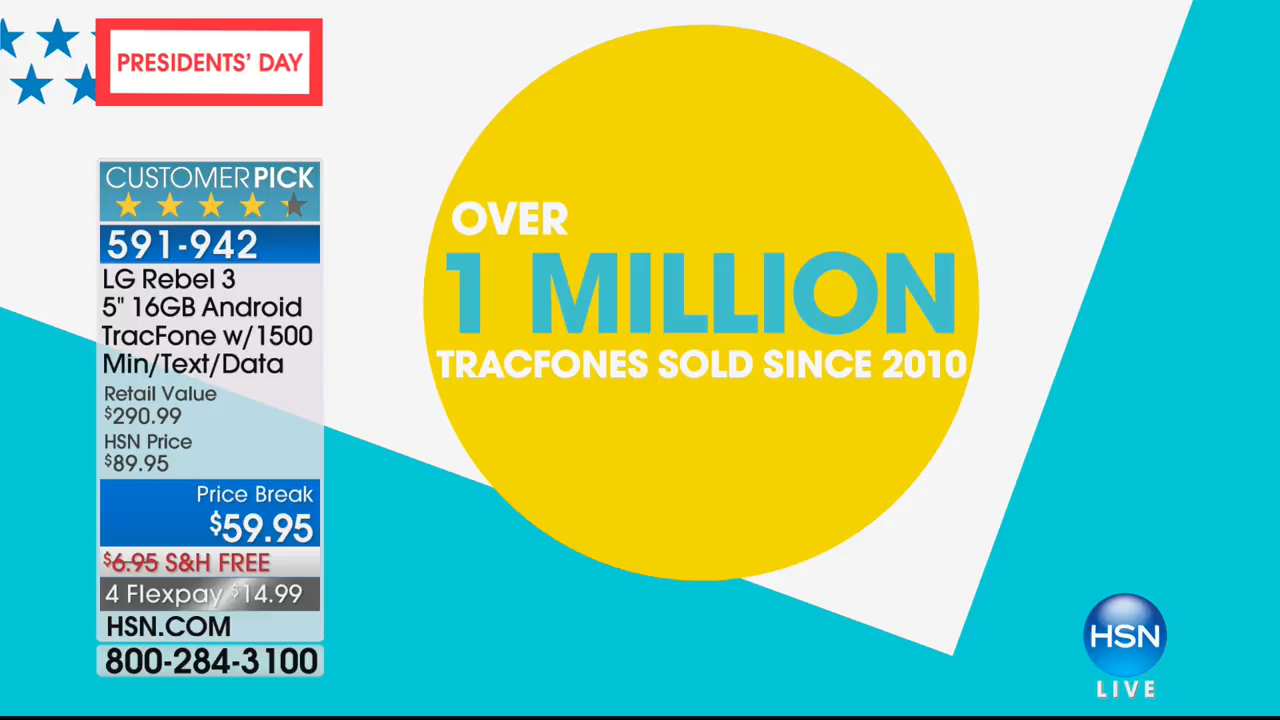 PRESIDENTS' DAY
CUSTOMERPICK
591-942
LG Rebel 3
5" 16GB Android
TracFone w/1500
Min/Text/Data
Retail Value
$290.99
HSN Price
$89.95
Price Break
$59.95
$6.95 S&H FREE
4 Flexpay $14.99
HSN.COM
800-284-3100
OVER
1 MILLION
TRACFONES SOLD SINCE 2010
HSN
LIVE